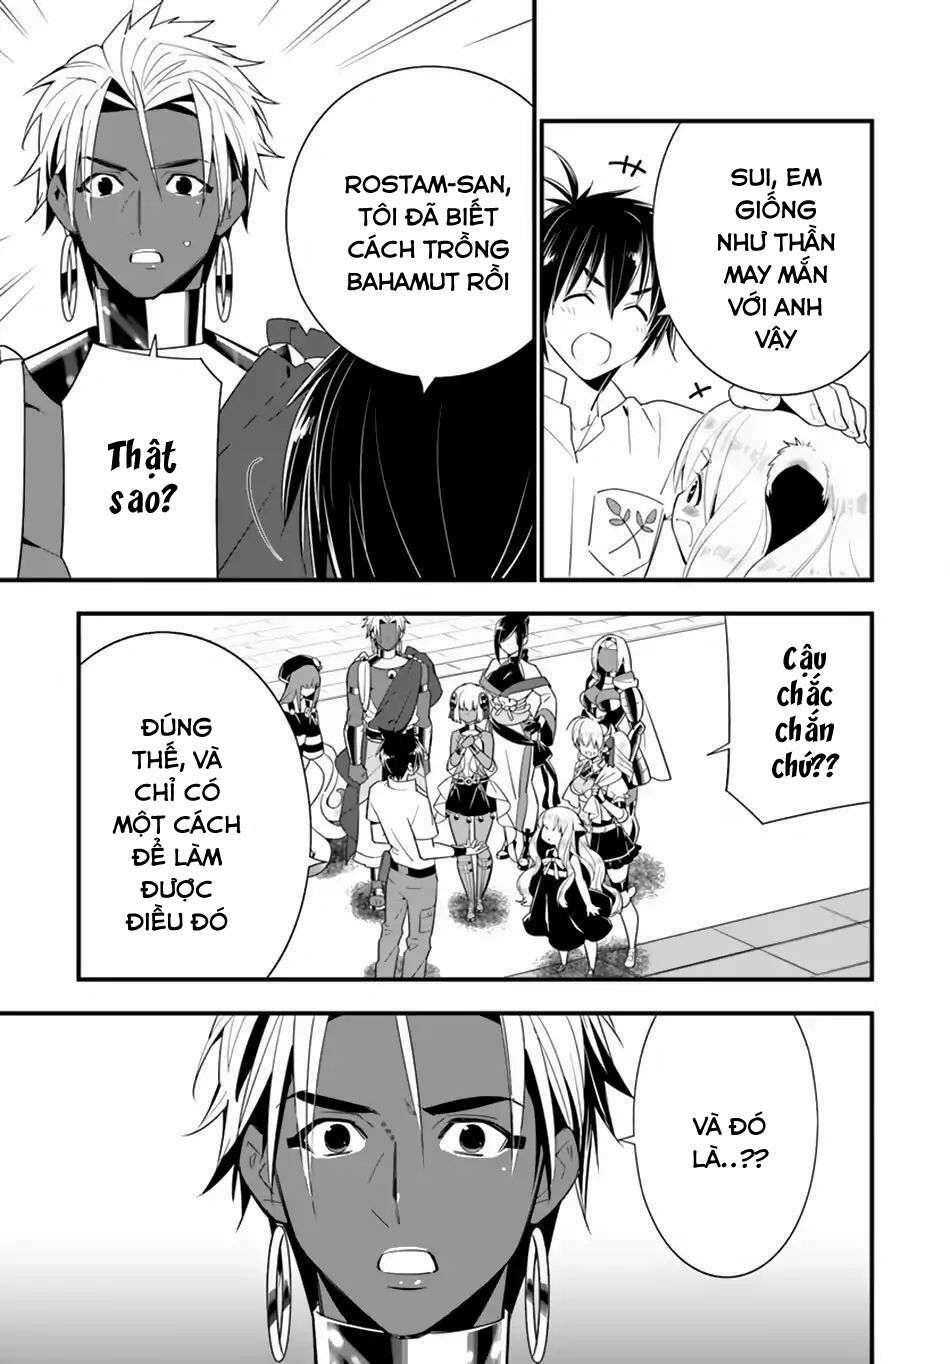 SUI, EM
GIỐNG
NHƯ THẦN
MAY MẮN
VỚI ANH
VẬY
ROSTAM-SAN,
TÔI ĐÃ BIẾT
CÁCH TRỒNG
BAHAMUT RỒI
Thật
sao?
Cậu
chắc
chắn
chứ??
ĐÚNG
THẾ, VÀ
CHỈ CÓ
MỘT CÁCH
ĐỂ LÀM
ĐƯỢC
ĐIỀU ĐÓ
VÀ ĐÓ
LÀ..??